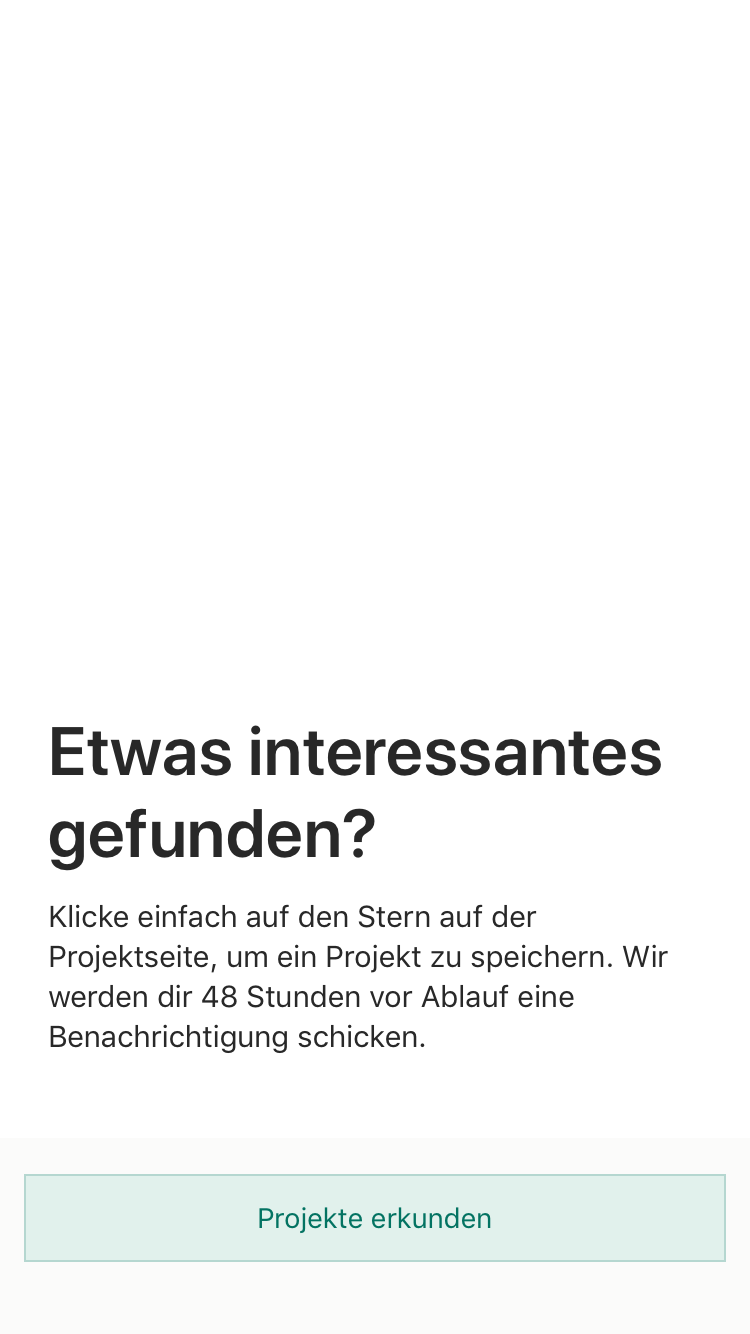 Etwas interessantes
gefunden?
Klicke einfach auf den Stern auf der
Projektseite, um ein Projekt zu speichern. Wir
werden dir 48 Stunden vor Ablauf eine
Benachrichtigung schicken.
Projekte erkunden